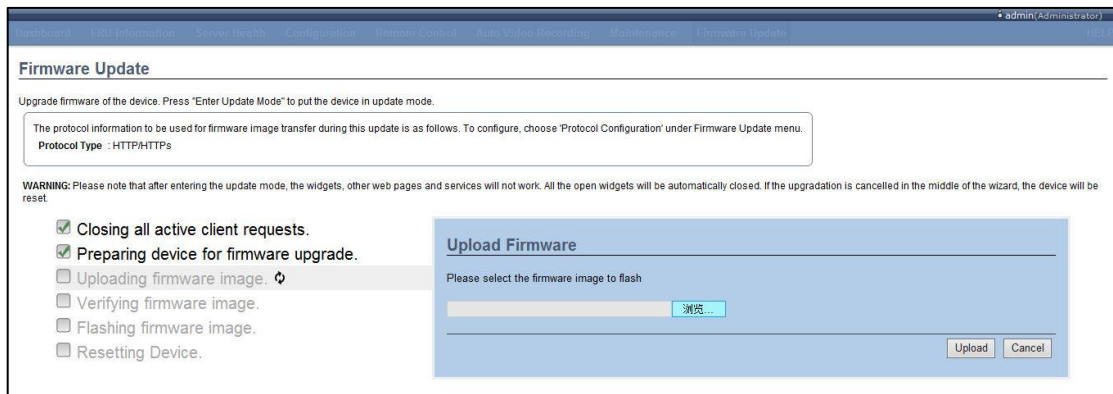 admin(Administrator)
Dashboard FRU Information Server Health Configuration Remote Control Auto Video Recording Maintenance Firmware Update HELP
Firmware Update
Upgrade firmware of the device. Press "Enter Update Mode" to put the device in update mode.
The protocol information to be used for firmware image transfer during this update is as follows. To configure, choose 'Protocol Configuration' under Firmware Update menu.
Protocol Type : HTTP/HTTPs
WARNING: Please note that after entering the update mode, the widgets, other web pages and services will not work. All the open widgets will be automatically closed. If the upgradation is cancelled in the middle of the wizard, the device will be
reset.
Closing all active client requests.
Preparing device for firmware upgrade.
Uploading firmware image.
Verifying firmware image.
Flashing firmware image.
Resetting Device.
Upload Firmware
Please select the firmware image to flash
浏览...
Upload Cancel